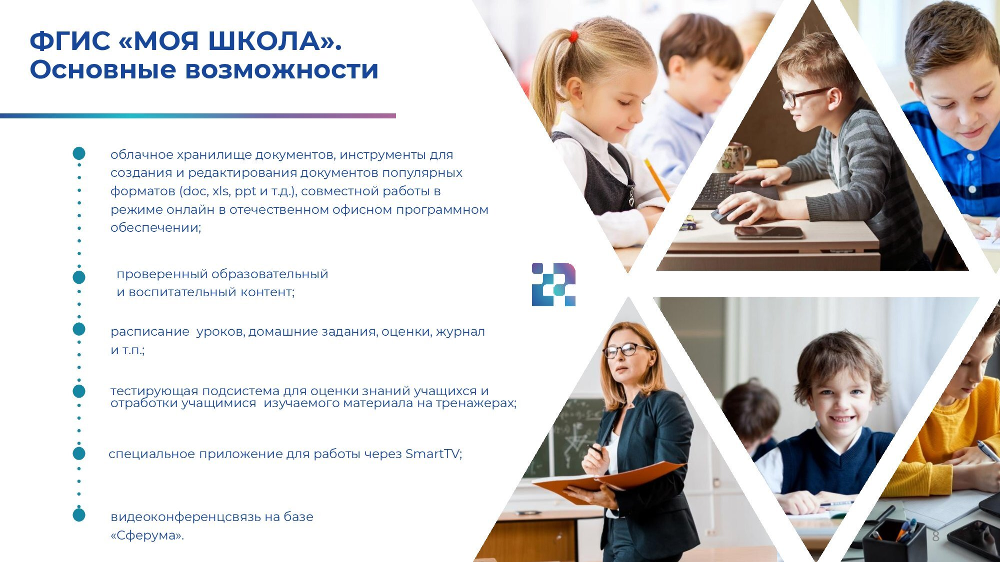 ФГИС «МОЯ ШКОЛА».
Основные возможности
облачное хранилище документов, инструменты для
создания и редактирования документов популярных
форматов (doc, xls, ppt и т.д.), совместной работы в
режиме онлайн в отечественном офисном программном
обеспечении;
проверенный образовательный
и воспитательный контент;
расписание уроков, домашние задания, оценки, журнал
и т.п.;
тестирующая подсистема для оценки знаний учащихся и
отработки учащимися изучаемого материала на тренажерах;
специальное приложение для работы через SmartTV;
видеоконференцсвязь на базе
«Сферума».
8